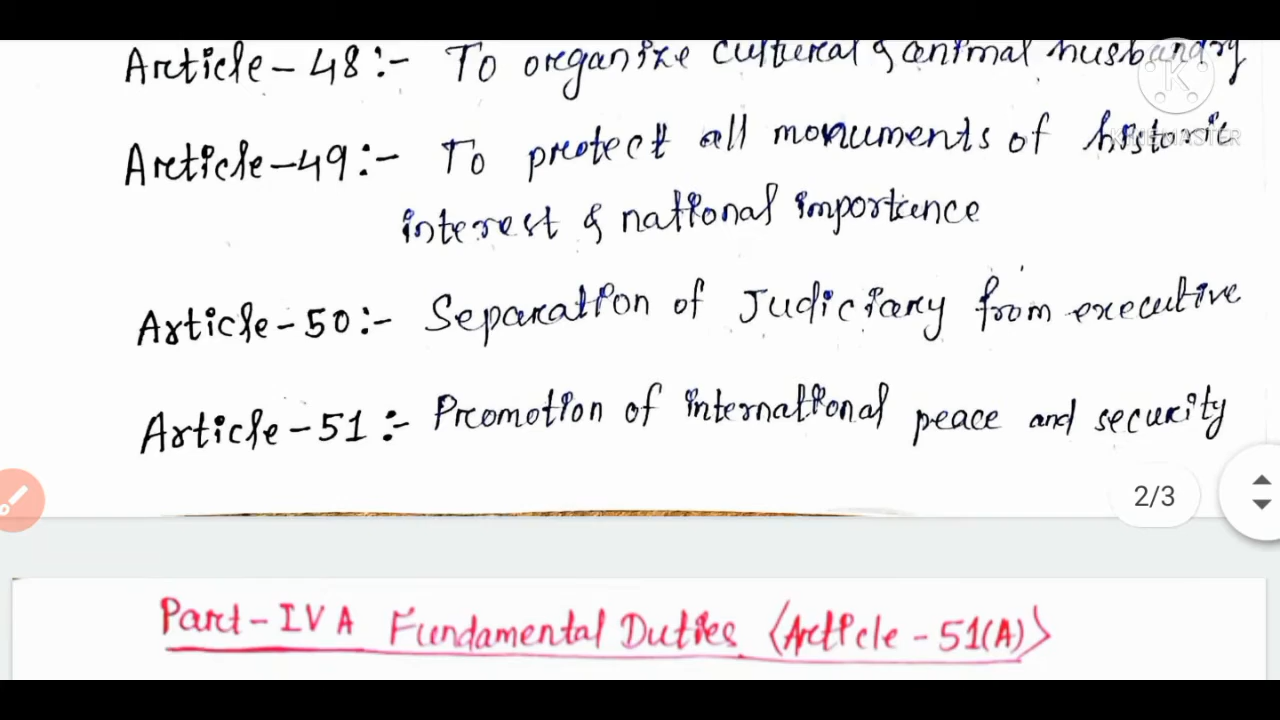 Article-48:- To organize cultural & animal husbandry
Article-49:- To protect all monuments of historic
interest & national importance
Article-50:- Separation of Judiciary from executive
Article-51:- Promotion of international peace and security
2/3
Part-IV A Fundamental Duties <Article-51(A)>
KINEMASTER